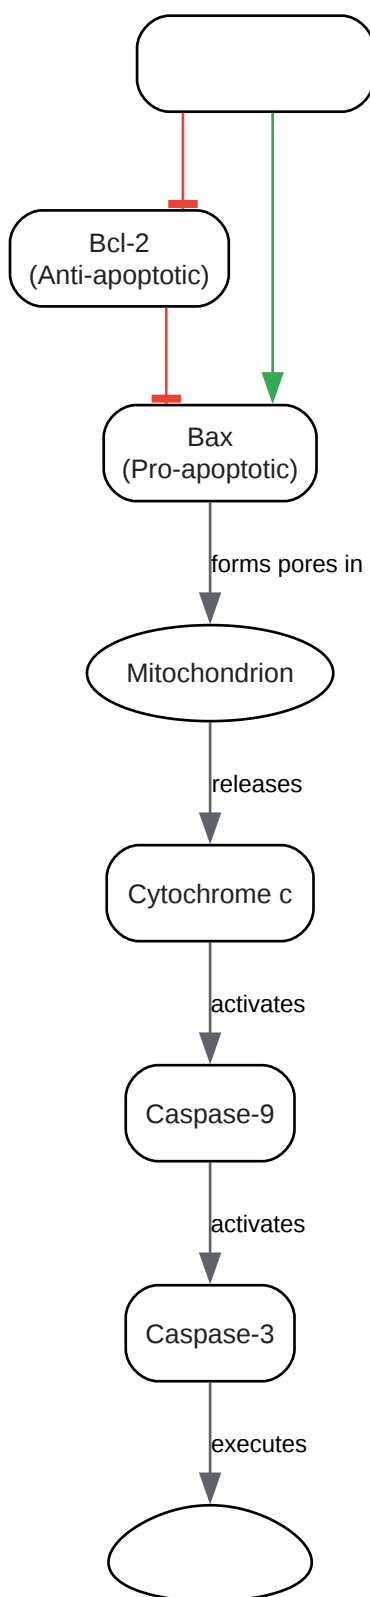 Bcl-2
(Anti-apoptotic)
Bax
(Pro-apoptotic)
forms pores in
Mitochondrion
releases
Cytochrome c
activates
Caspase-9
activates
Caspase-3
executes